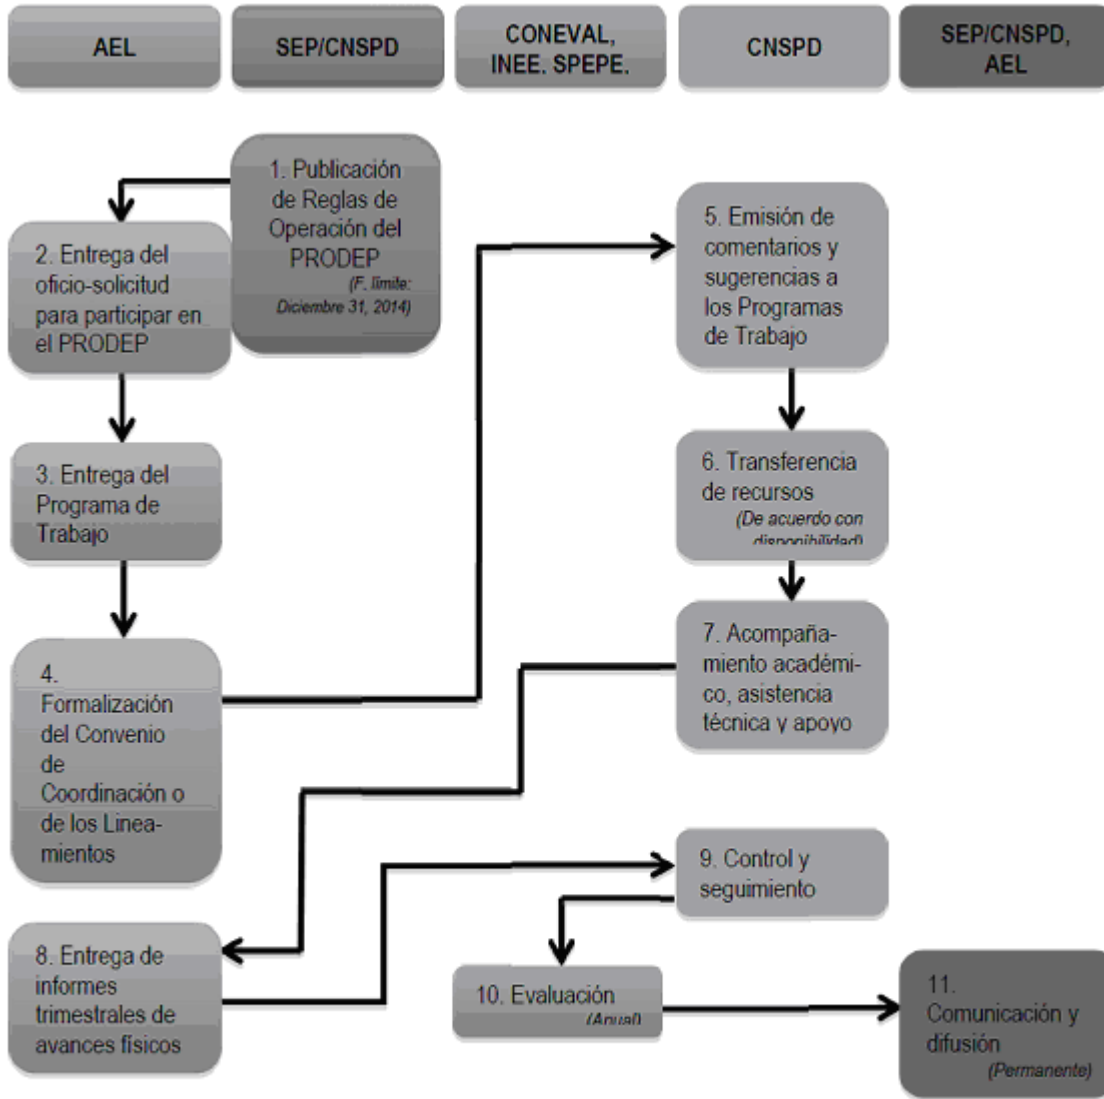 AEL
SEP/CNSPD
CONEVAL,
INEE. SPEPE.
CNSPD
SEP/CNSPD,
AEL
1. Publicación
de Reglas de
Operación del
PRODEP
(F. límite:
Diciembre 31, 2014)
2. Entrega del
oficio-solicitud
para participar en
el PRODEP
3. Entrega del
Programa de
Trabajo
4.
Formalización
del Convenio
de
Coordinación o
de los Linea-
mientos
5. Emisión de
comentarios y
sugerencias a
los Programas
de Trabajo
6. Transferencia
de recursos
(De acuerdo con
disponibilidad)
7. Acompaña-
miento académi-
co, asistencia
técnica y apoyo
8. Entrega de
informes
trimestrales de
avances físicos
9. Control y
seguimiento
10. Evaluación
(Anual)
11.
Comunicación y
difusión
(Permanente)